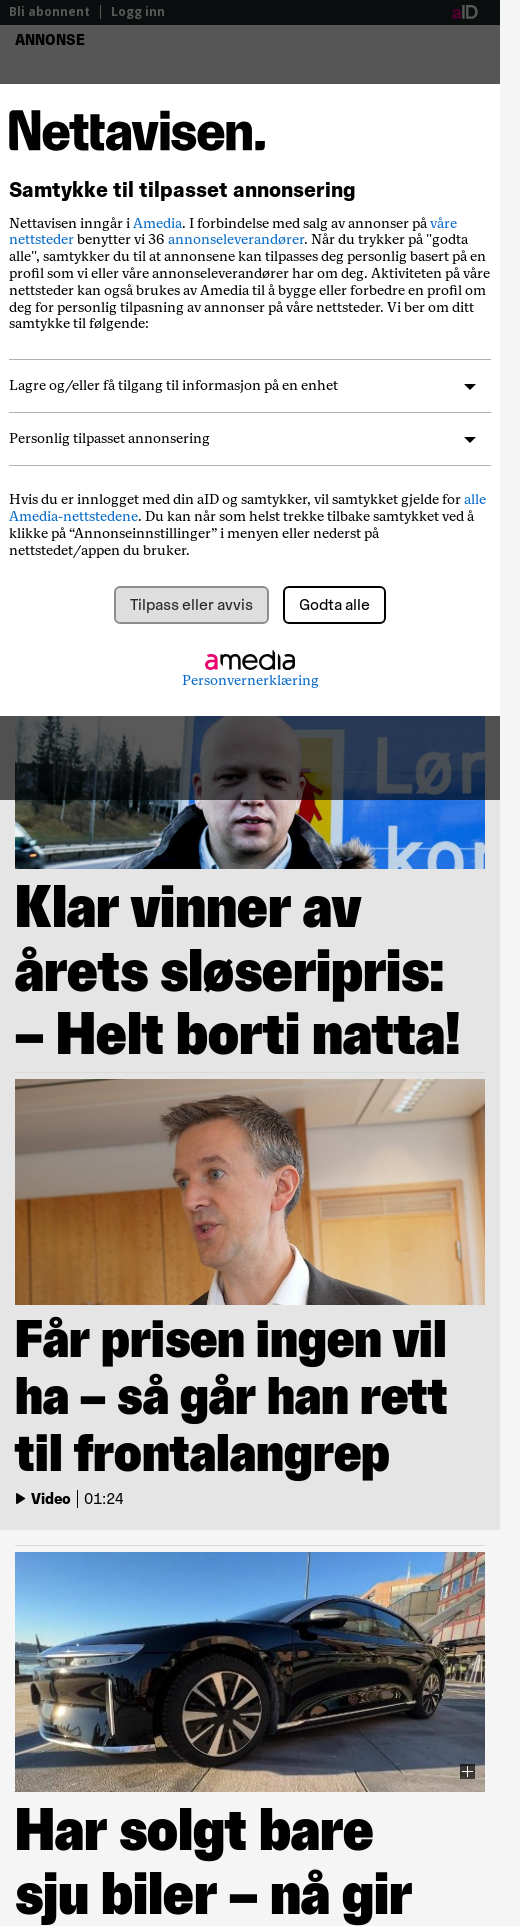 Bli abonnent | Logg inn
aID
ANNONSE
Nettavisen.
Samtykke til tilpasset annonsering
Nettavisen inngår i Amedia. I forbindelse med salg av annonser på våre
nettsteder benytter vi 36 annonseleverandører. Når du trykker på "godta
alle", samtykker du til at annonsene kan tilpasses deg personlig basert på en
profil som vi eller våre annonseleverandører har om deg. Aktiviteten på våre
nettsteder kan også brukes av Amedia til å bygge eller forbedre en profil om
deg for personlig tilpasning av annonser på våre nettsteder. Vi ber om ditt
samtykke til følgende:
Lagre og/eller få tilgang til informasjon på en enhet
Personlig tilpasset annonsering
Hvis du er innlogget med din aID og samtykker, vil samtykket gjelde for alle
Amedia-nettstedene. Du kan når som helst trekke tilbake samtykket ved å
klikke på “Annonseinnstillinger” i menyen eller nederst på
nettstedet/appen du bruker.
Tilpass eller avvis
Godta alle
amedia
Personvernerklæring
Klar vinner av
årets sløseripris:
– Helt borti natta!
Får prisen ingen vil
ha – så går han rett
til frontalangrep
Video | 01:24
Har solgt bare
sju biler – nå gir